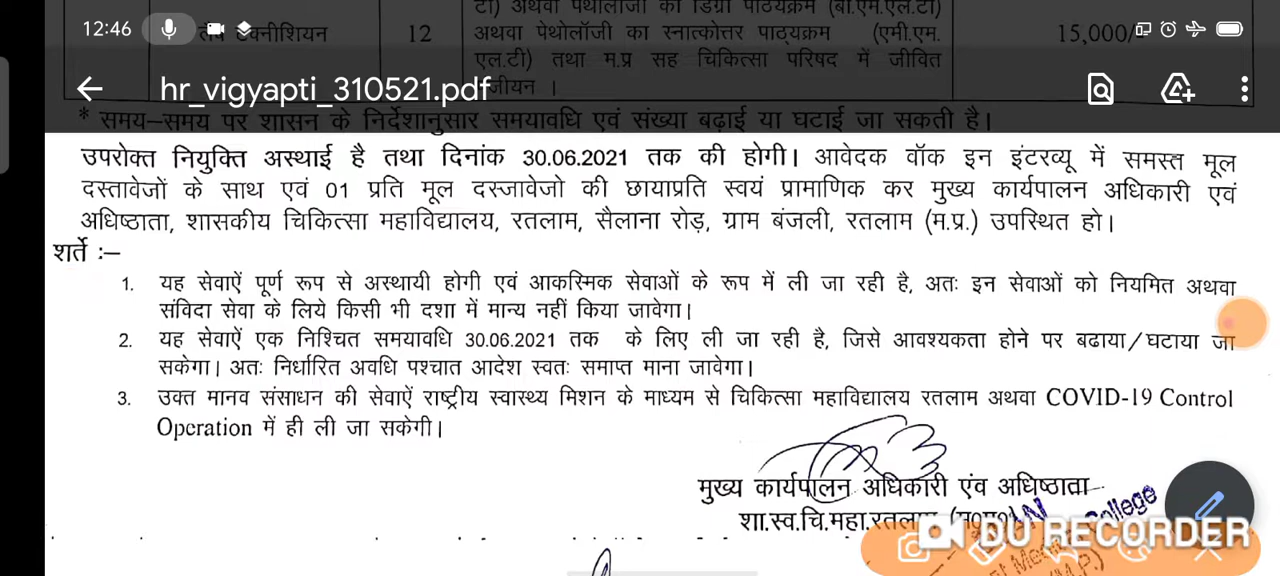 12:46
टी) अथवा पैथोलॉजी का डिग्री पाठ्यक्रम (बी.एम.एल.टी)
लैब टेक्नीशियन 12 अथवा पेथोलॉजी का स्नात्कोत्तर पाठ्यक्रम (एमी.एम. 15,000/-
एल.टी) तथा म.प्र सह चिकित्सा परिषद में जीवित
hr_vigyapti_310521.pdf
पंजीयन ।
* समय–समय पर शासन के निर्देशानुसार समयावधि एवं संख्या बढ़ाई या घटाई जा सकती है।
उपरोक्त नियुक्ति अस्थाई है तथा दिनांक 30.06.2021 तक की होगी। आवेदक वॉक इन इंटरव्यू में समस्त मूल
दस्तावेजों के साथ एवं 01 प्रति मूल दस्जावेजो की छायाप्रति स्वयं प्रामाणिक कर मुख्य कार्यपालन अधिकारी एवं
अधिष्ठाता, शासकीय चिकित्सा महाविद्यालय, रतलाम, सैलाना रोड़, ग्राम बंजली, रतलाम (म.प्र.) उपस्थित हो।
शर्ते :–
1. यह सेवाऐं पूर्ण रूप से अस्थायी होगी एवं आकस्मिक सेवाओं के रूप में ली जा रही है, अतः इन सेवाओं को नियमित अथवा
संविदा सेवा के लिये किसी भी दशा में मान्य नहीं किया जावेगा।
2. यह सेवाऐं एक निश्चित समयावधि 30.06.2021 तक के लिए ली जा रही है, जिसे आवश्यकता होने पर बढाया/घटाया जा
सकेगा। अतः निर्धारित अवधि पश्चात आदेश स्वतः समाप्त माना जावेगा।
3. उक्त मानव संसाधन की सेवाऐं राष्ट्रीय स्वास्थ्य मिशन के माध्यम से चिकित्सा महाविद्यालय रतलाम अथवा COVID-19 Control
Operation में ही ली जा सकेगी।
मुख्य कार्यपालन अधिकारी एंव अधिष्ठाता
शा.स्व.चि.महा.रतलाम
College
DU RECORDER